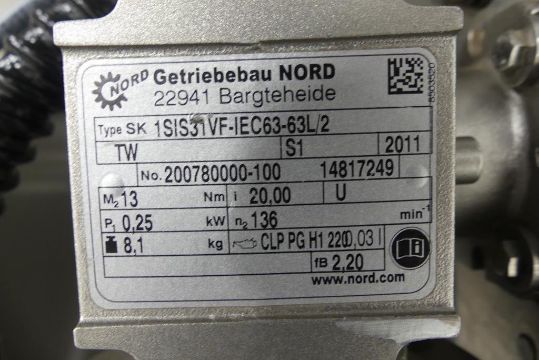 NORD Getriebebau NORD
22941 Bargteheide
Type SK 1SIS31VF-IEC63-63L/2
TW S1 2011
No. 200780000-100 14817249
M2 13 Nm i 20,00 U
P1 0,25 kW n2 136 min-1
8,1 kg CLP PG H1 220 0,03 l
fB 2,20
www.nord.com